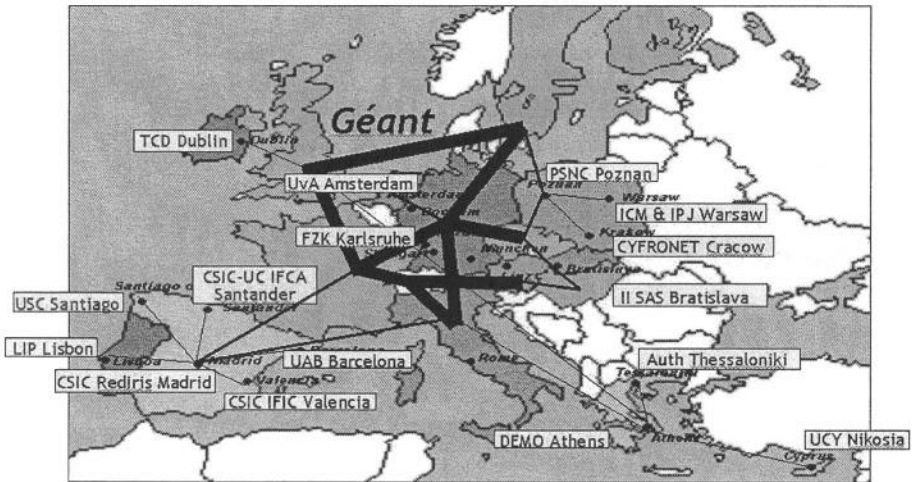 Géant
TCD Dublin
Dublin
UvA Amsterdam
PSNC Poznan
Poznan
Warsaw
ICM & IPJ Warsaw
FZK Karlsruhe
Krakow
CYFRONET Cracow
Munchen
Bratislava
II SAS Bratislava
CSIC-UC IFCA
Santander
Santiago
USC Santiago
Santander
LIP Lisbon
Lisboa
Madrid
CSIC RedIris Madrid
UAB Barcelona
Valencia
CSIC IFIC Valencia
Rome
Auth Thessaloniki
DEMO Athens
Athens
UCY Nikosia
Cyprus